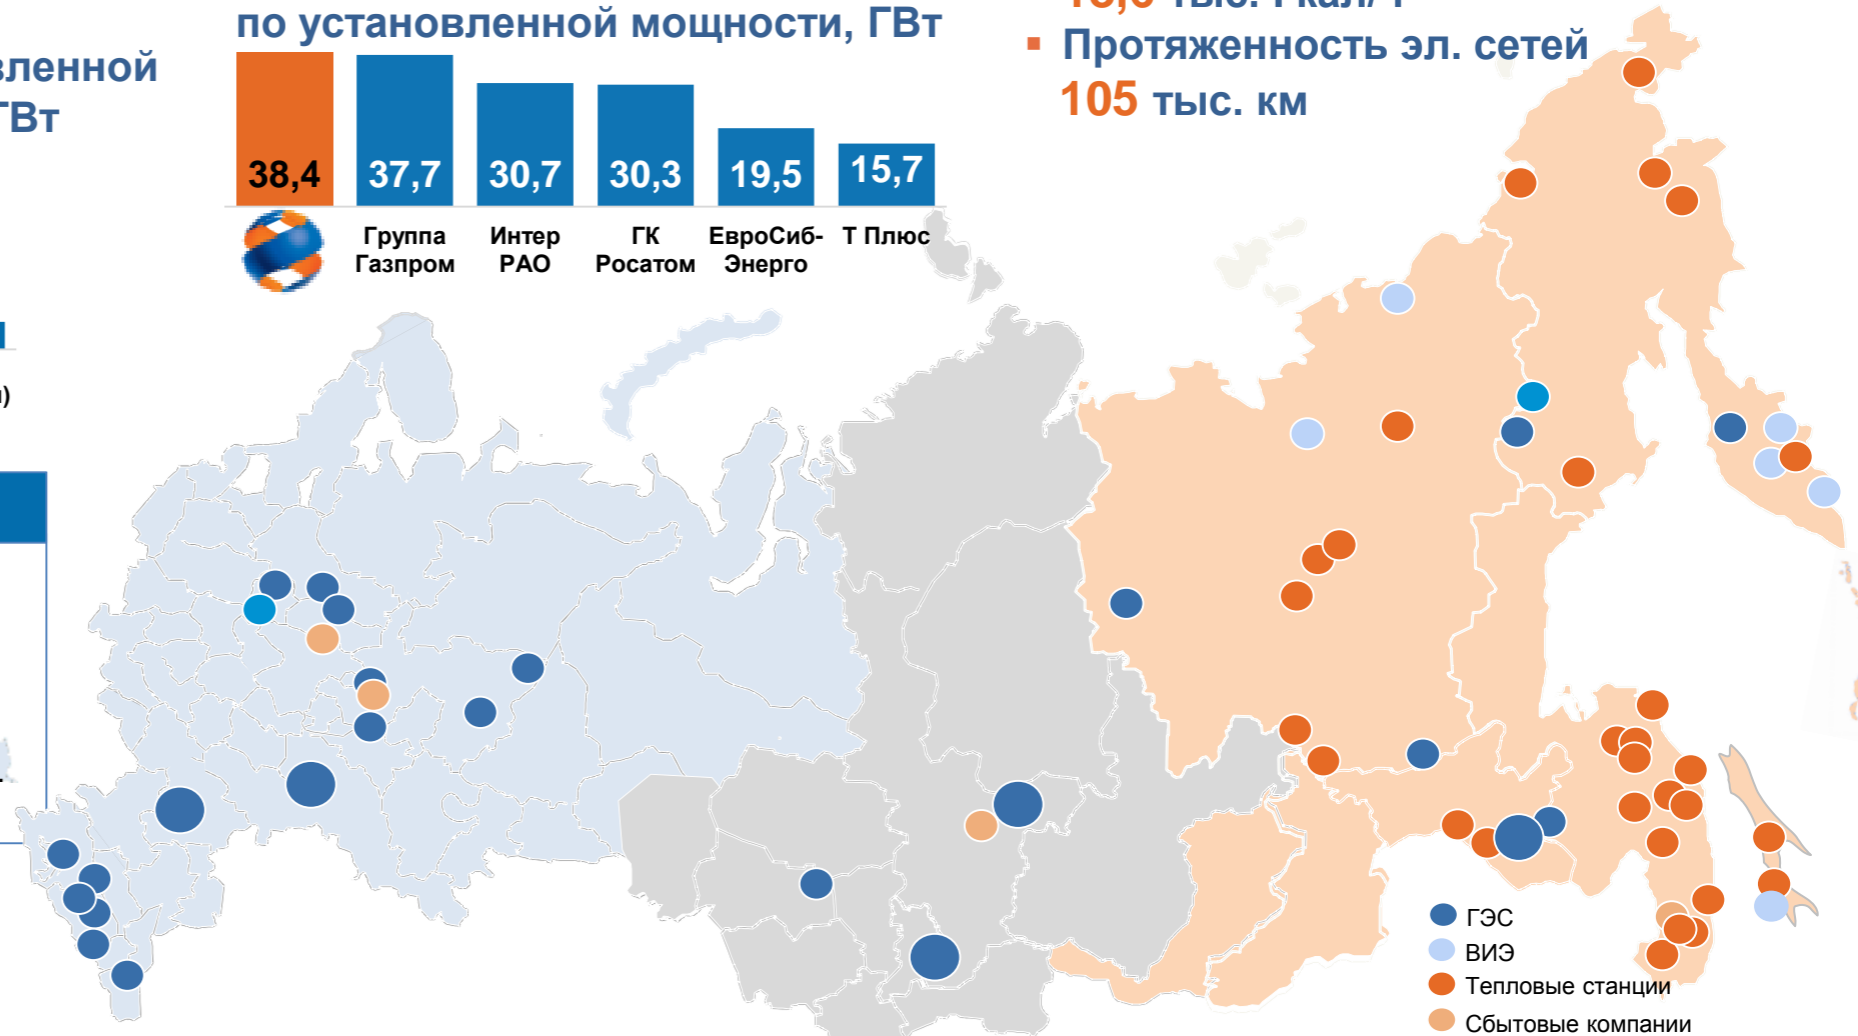 вленной
ГВт
по установленной мощности, ГВт
38,4
37,7
30,7
30,3
19,5
15,7
Группа
Газпром
Интер
РАО
ГК
Росатом
ЕвроСиб-
Энерго
Т Плюс
тыс. Гкал/ч
▪ Протяженность эл. сетей
105 тыс. км
)
ГЭС
ВИЭ
Тепловые станции
Сбытовые компании